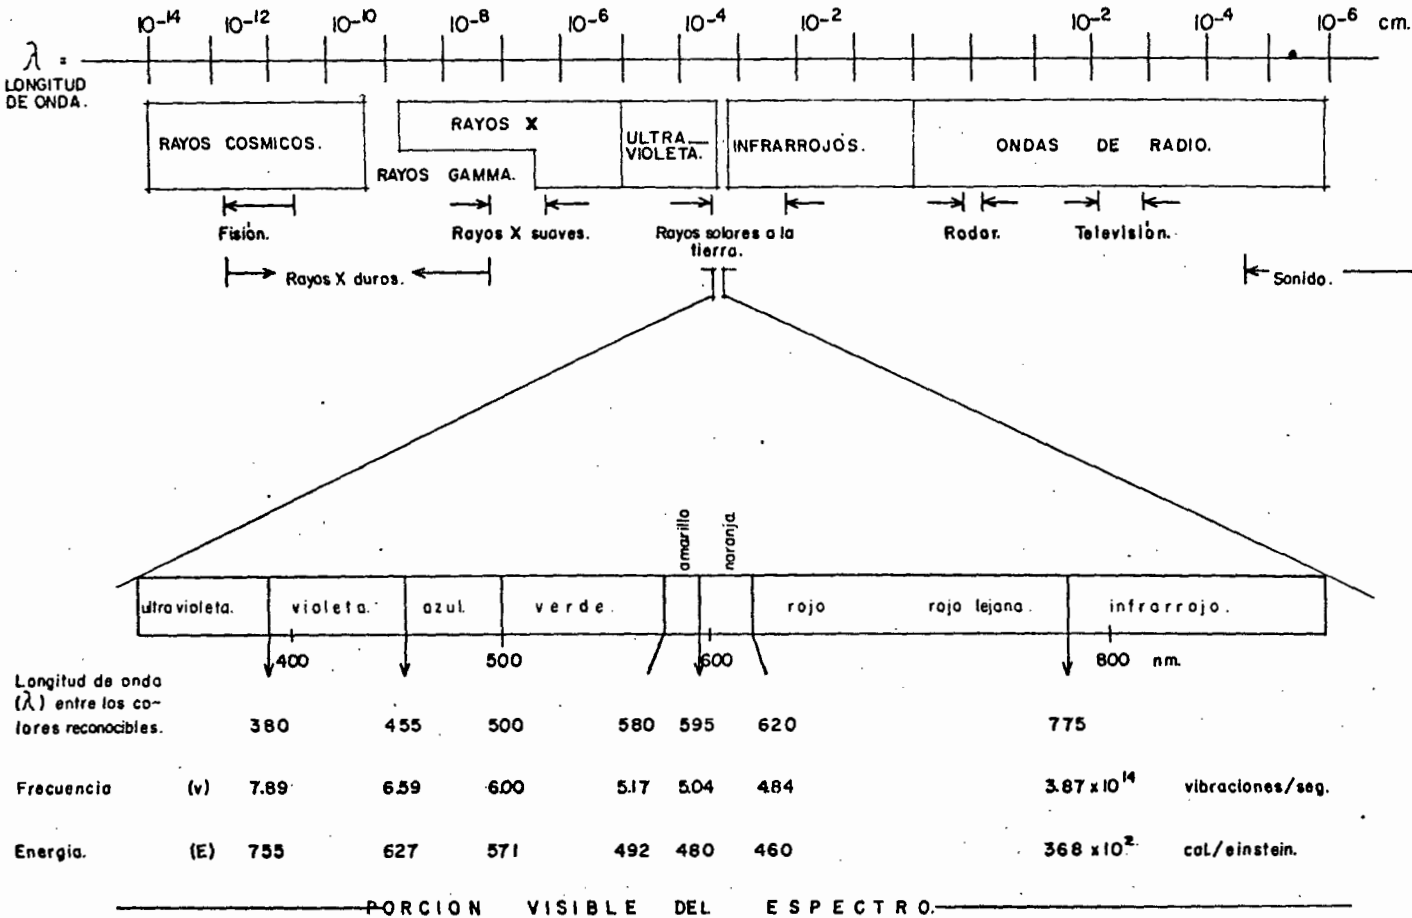 10-14 10-12 10-10 10-8 10-6 10-4 10-2 10-2 10-4 10-6 cm.
λ =
LONGITUD
DE ONDA.
RAYOS COSMICOS.
RAYOS X
RAYOS GAMMA.
ULTRA—
VIOLETA.
INFRARROJOS.
ONDAS DE RADIO.
Fisión.
Rayos X suaves.
Rayos solares a la
tierra.
Radar.
Televisión.
Rayos X duros.
Sonido.
amarillo
naranja
ultravioleta.
violeta.
azul.
verde.
rojo
rojo lejana.
infrarrojo.
400 500 600 800 nm.
Longitud de onda
(λ) entre los co-
lores reconocibles.
380 455 500 580 595 620 775
Frecuencia (v) 7.89 6.59 6.00 5.17 5.04 4.84 3.87 x 10 14 vibraciones/seg.
Energia. (E) 755 627 571 492 480 460 368 x 10 2. cal./einstein.
PORCION VISIBLE DEL ESPECTRO.